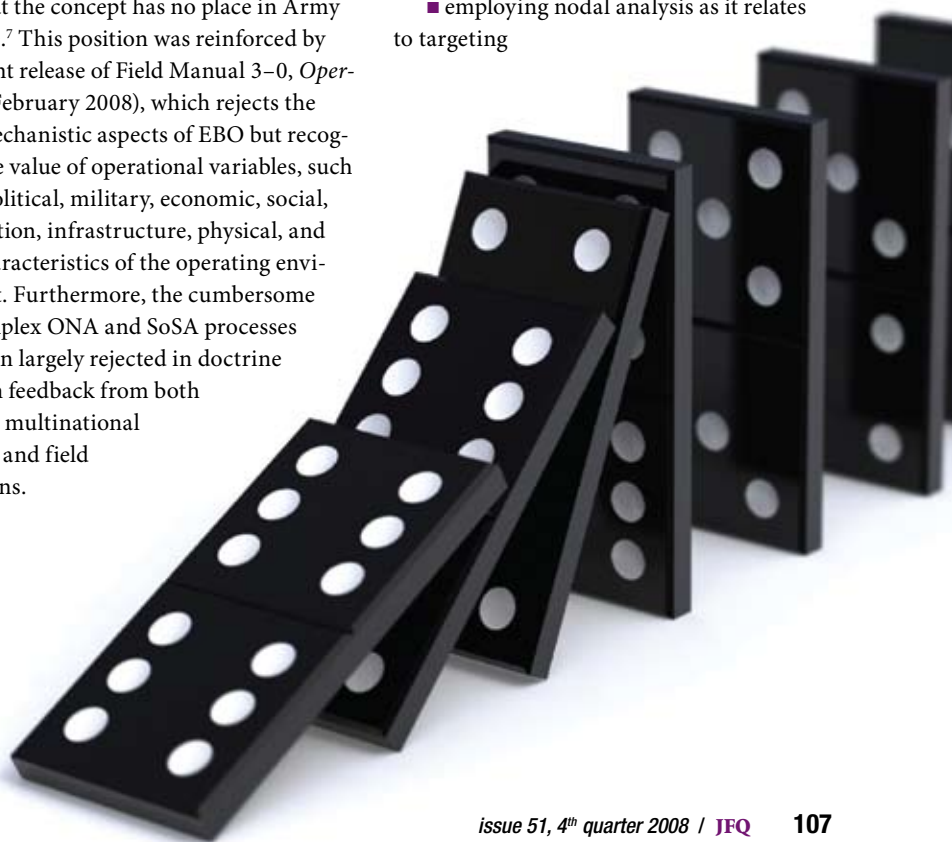 t the concept has no place in Army
.⁷ This position was reinforced by
nt release of Field Manual 3–0, Oper-
ebruary 2008), which rejects the
echanistic aspects of EBO but recog-
e value of operational variables, such
olitical, military, economic, social,
tion, infrastructure, physical, and
aracteristics of the operating envi-
t. Furthermore, the cumbersome
plex ONA and SoSA processes
n largely rejected in doctrine
n feedback from both
multinational
and field
ns.
■ employing nodal analysis as it relates
to targeting
issue 51, 4th quarter 2008 / JFQ 107